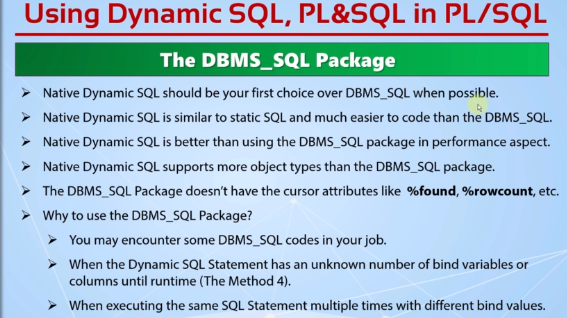 Using Dynamic SQL, PL&SQL in PL/SQL
The DBMS_SQL Package
➢ Native Dynamic SQL should be your first choice over DBMS_SQL when possible.
➢ Native Dynamic SQL is similar to static SQL and much easier to code than the DBMS_SQL.
➢ Native Dynamic SQL is better than using the DBMS_SQL package in performance aspect.
➢ Native Dynamic SQL supports more object types than the DBMS_SQL package.
➢ The DBMS_SQL Package doesn't have the cursor attributes like %found, %rowcount, etc.
➢ Why to use the DBMS_SQL Package?
➢ You may encounter some DBMS_SQL codes in your job.
➢ When the Dynamic SQL Statement has an unknown number of bind variables or
columns until runtime (The Method 4).
➢ When executing the same SQL Statement multiple times with different bind values.